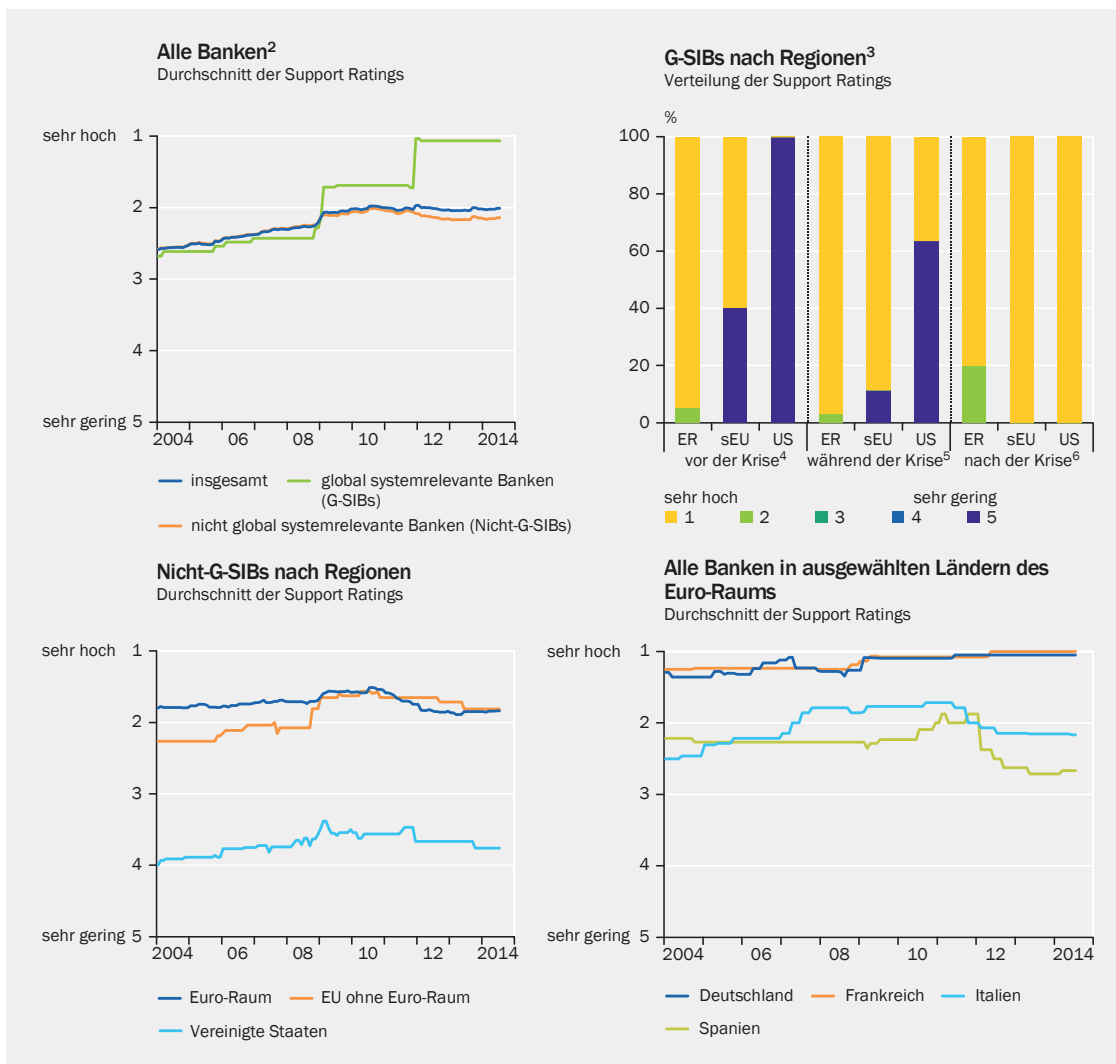 Alle Banken²
Durchschnitt der Support Ratings
sehr hoch 1
2
3
4
sehr gering 5
2004 06 08 10 12 2014
insgesamt global systemrelevante Banken
(G-SIBs)
nicht global systemrelevante Banken (Nicht-G-SIBs)
G-SIBs nach Regionen³
Verteilung der Support Ratings
%
100
80
60
40
20
0
ER sEU US ER sEU US ER sEU US
vor der Krise⁴ während der Krise⁵ nach der Krise⁶
sehr hoch sehr gering
1 2 3 4 5
Nicht-G-SIBs nach Regionen
Durchschnitt der Support Ratings
sehr hoch 1
2
3
4
sehr gering 5
2004 06 08 10 12 2014
Euro-Raum EU ohne Euro-Raum
Vereinigte Staaten
Alle Banken in ausgewählten Ländern des
Euro-Raums
Durchschnitt der Support Ratings
sehr hoch 1
2
3
4
sehr gering 5
2004 06 08 10 12 2014
Deutschland Frankreich Italien
Spanien